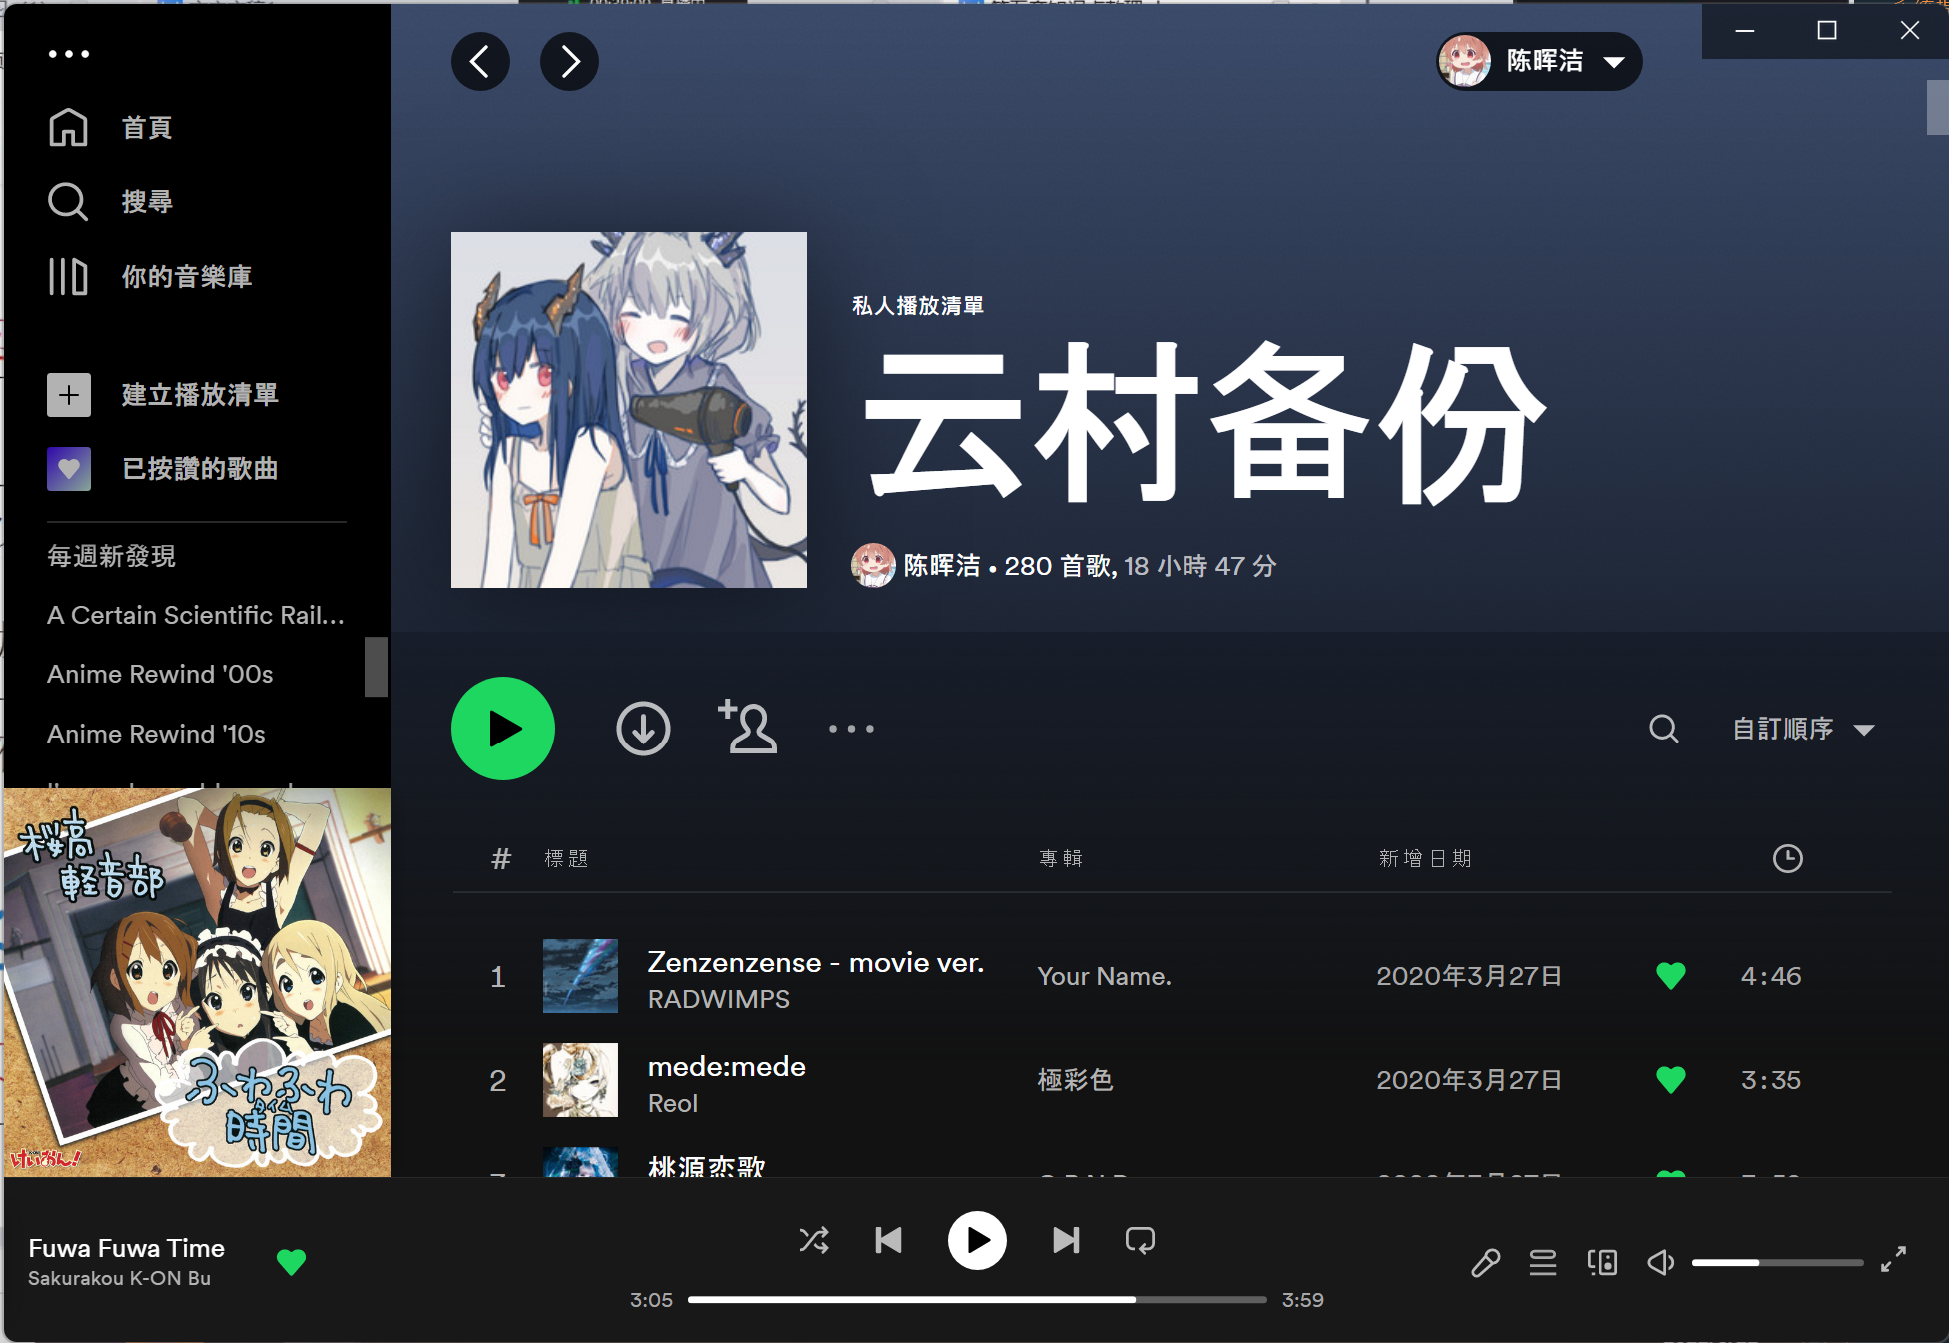 首頁
搜尋
你的音樂庫
建立播放清單
已按讚的歌曲
每週新發現
A Certain Scientific Rail...
Anime Rewind '00s
Anime Rewind '10s
桜高
軽音部
ふわふわ
時間
けいおん!
陈晖洁
私人播放清單
云村备份
陈晖洁 • 280 首歌, 18 小時 47 分
自訂順序
# 標題 專輯 新增日期
1 Zenzenzense - movie ver. Your Name. 2020年3月27日 4:46
RADWIMPS
2 mede:mede 極彩色 2020年3月27日 3:35
Reol
桃源恋歌
Fuwa Fuwa Time
Sakurakou K-ON Bu
3:05 3:59